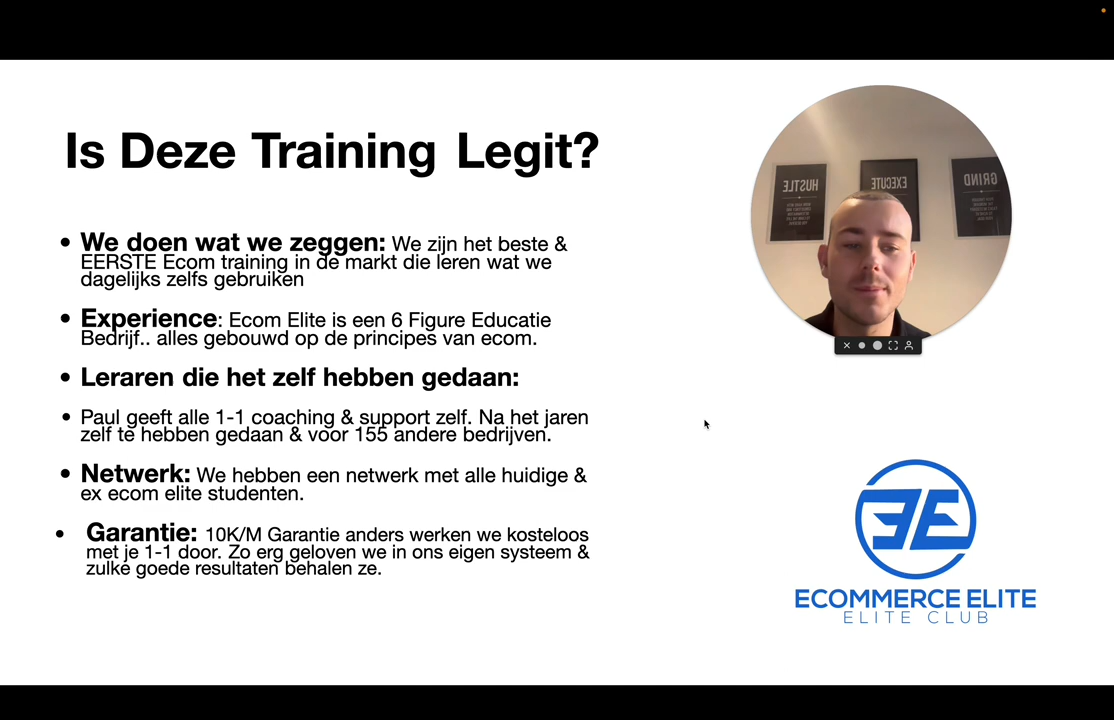 Is Deze Training Legit?
• We doen wat we zeggen: We zijn het beste &
EERSTE Ecom training in de markt die leren wat we
dagelijks zelfs gebruiken
• Experience: Ecom Elite is een 6 Figure Educatie
Bedrijf.. alles gebouwd op de principes van ecom.
• Leraren die het zelf hebben gedaan:
• Paul geeft alle 1-1 coaching & support zelf. Na het jaren
zelf te hebben gedaan & voor 155 andere bedrijven.
• Netwerk: We hebben een netwerk met alle huidige &
ex ecom elite studenten.
• Garantie: 10K/M Garantie anders werken we kosteloos
met je 1-1 door. Zo erg geloven we in ons eigen systeem &
zulke goede resultaten behalen ze.
HUSTLE
EXECUTE
GRIND
ECOMMERCE ELITE
ELITE CLUB